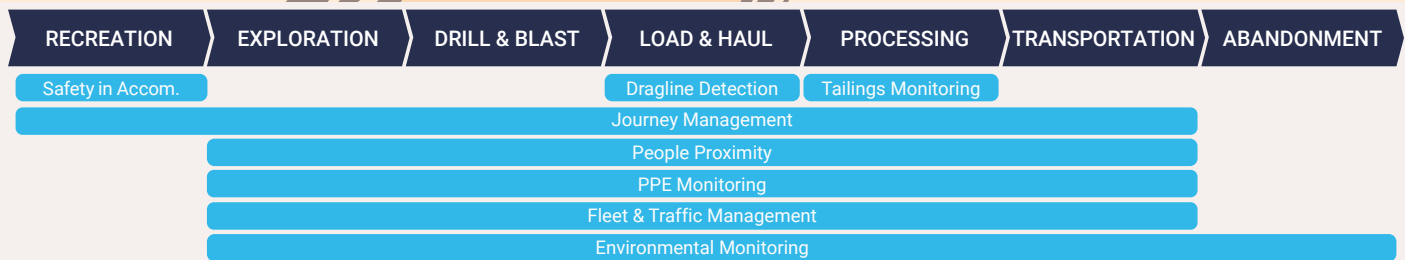 RECREATION
EXPLORATION
DRILL & BLAST
LOAD & HAUL
PROCESSING
TRANSPORTATION
ABANDONMENT
Safety in Accom.
Dragline Detection
Tailings Monitoring
Journey Management
People Proximity
PPE Monitoring
Fleet & Traffic Management
Environmental Monitoring